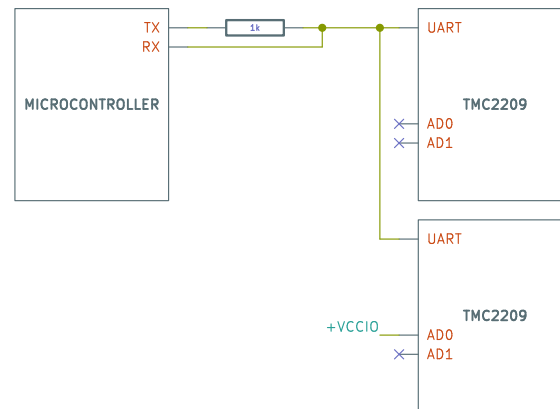 TX
1k
RX
MICROCONTROLLER
UART
TMC2209
AD0
AD1
UART
TMC2209
+VCCIO
AD0
AD1